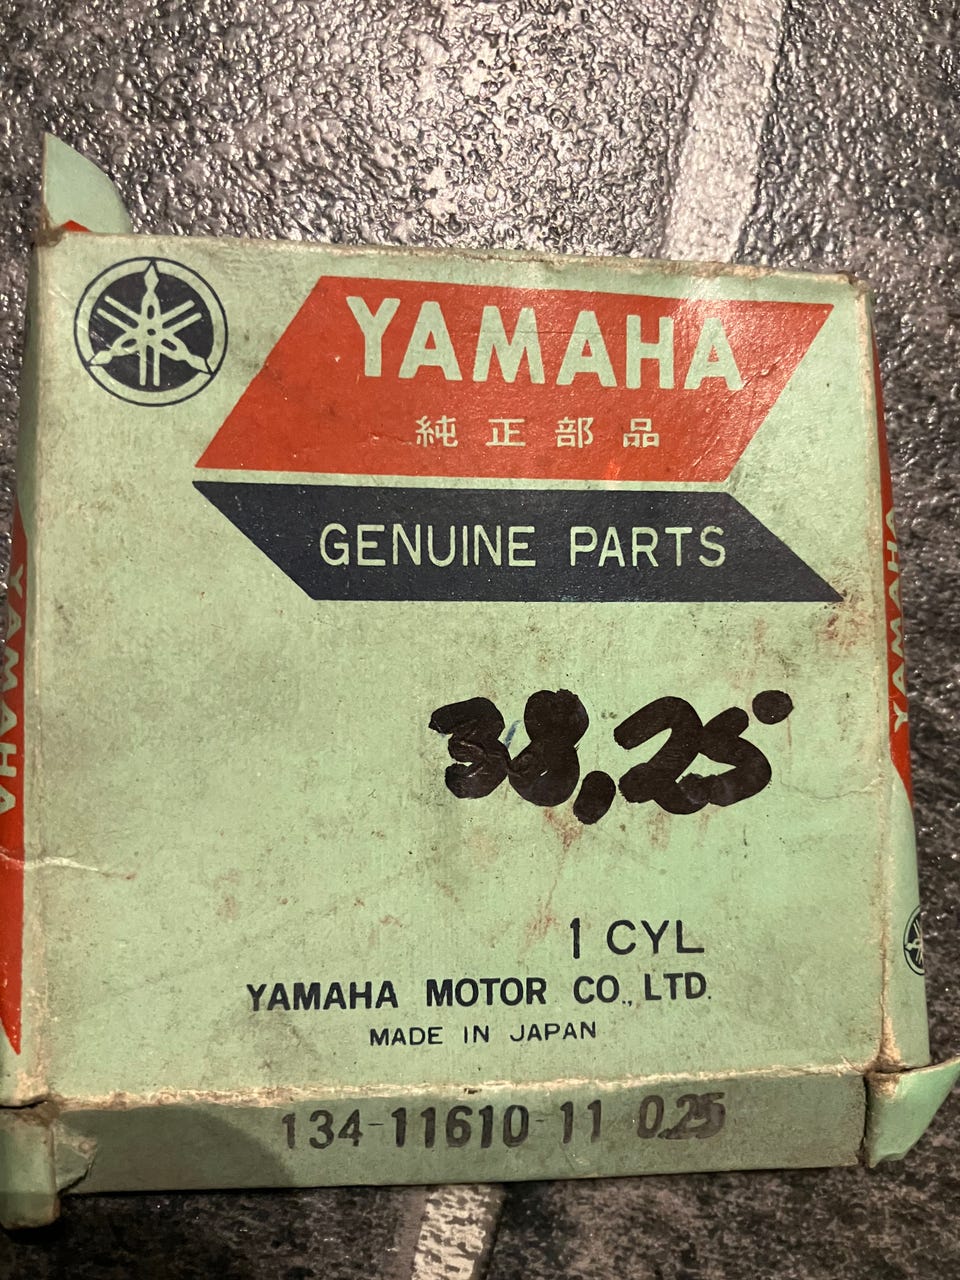 YAMAHA
純正部品
GENUINE PARTS
38,25
1 CYL
YAMAHA MOTOR CO., LTD.
MADE IN JAPAN
134-11610-11 0.25
YAMAHA
YAMAHA